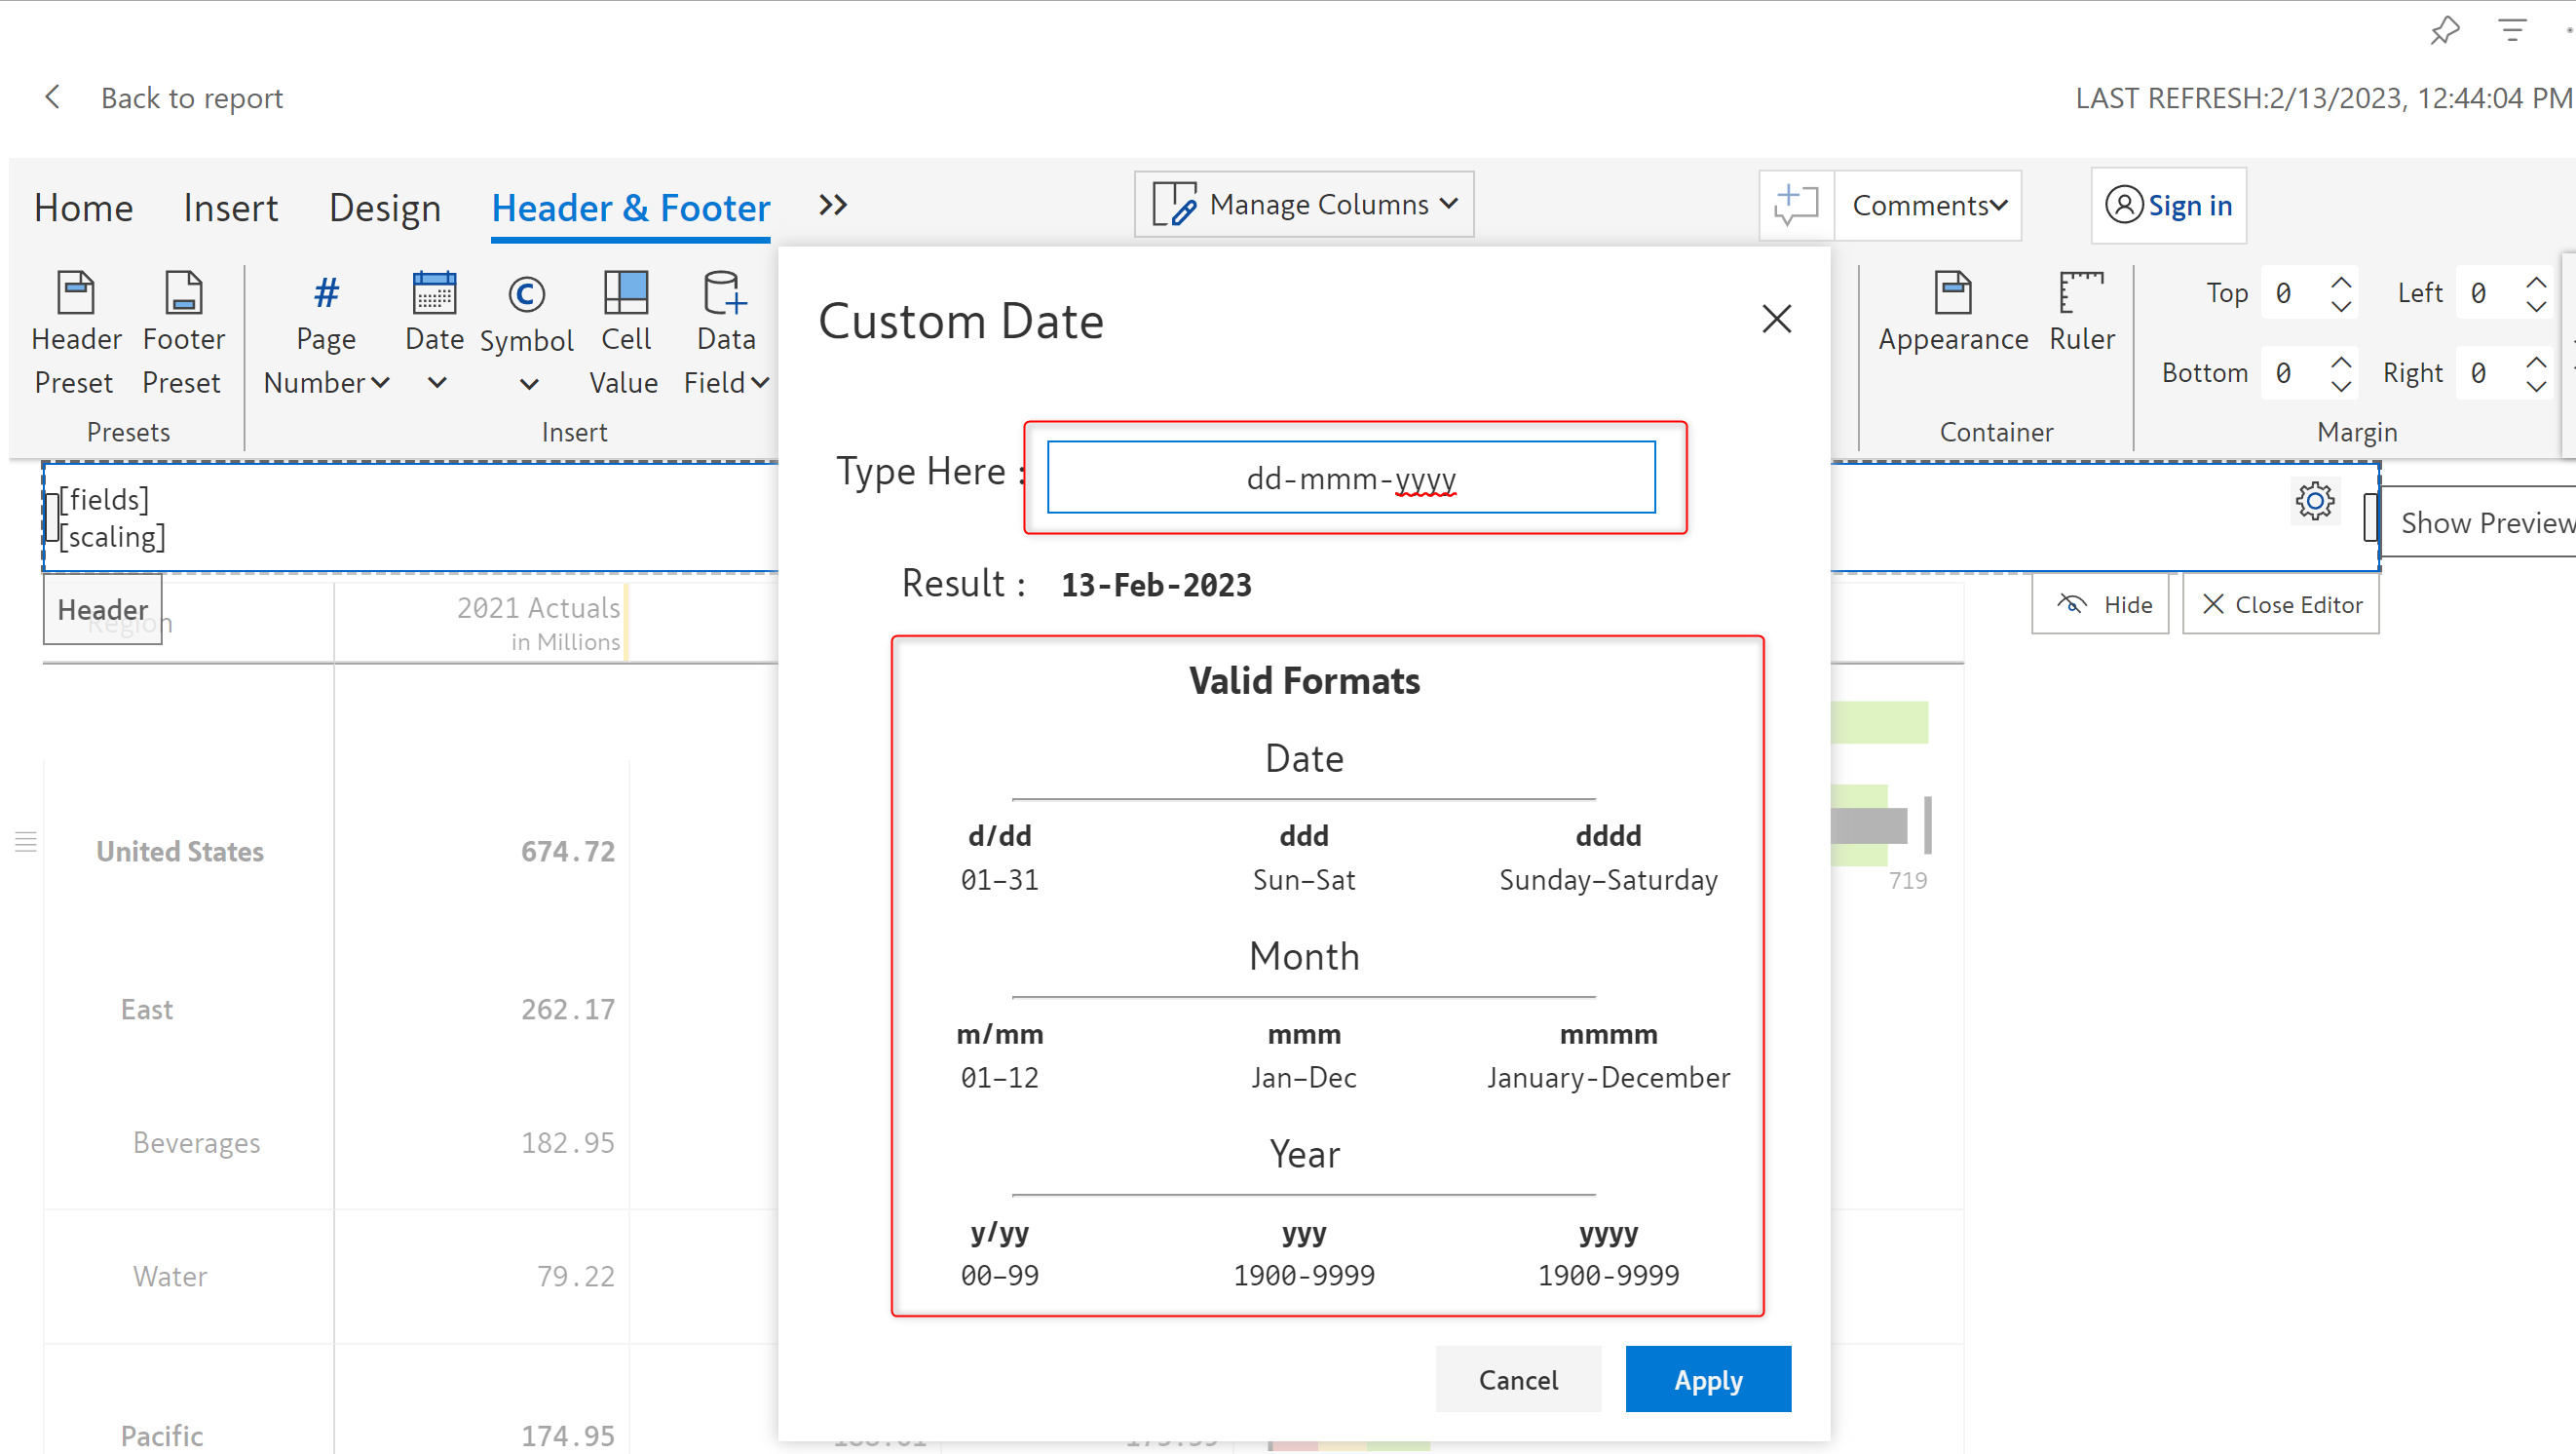 Back to report
LAST REFRESH:2/13/2023, 12:44:04 PM
Home Insert Design Header & Footer >> Manage Columns Comments Sign in
Header Preset
Footer Preset
# Page Number
Date
© Symbol
Cell Value
Data Field
Appearance
Ruler
Top 0 Left 0
Bottom 0 Right 0
Presets Insert Container Margin
[fields]
[scaling]
Show Preview
Header
Region
2021 Actuals
in Millions
Hide
Close Editor
United States 674.72
719
East 262.17
Beverages 182.95
Water 79.22
Pacific 174.95
Custom Date
Type Here : dd-mmm-yyyy
Result : 13-Feb-2023
Valid Formats
Date
d/dd ddd dddd
01–31 Sun–Sat Sunday–Saturday
Month
m/mm mmm mmmm
01–12 Jan–Dec January-December
Year
y/yy yyy yyyy
00–99 1900-9999 1900-9999
Cancel Apply